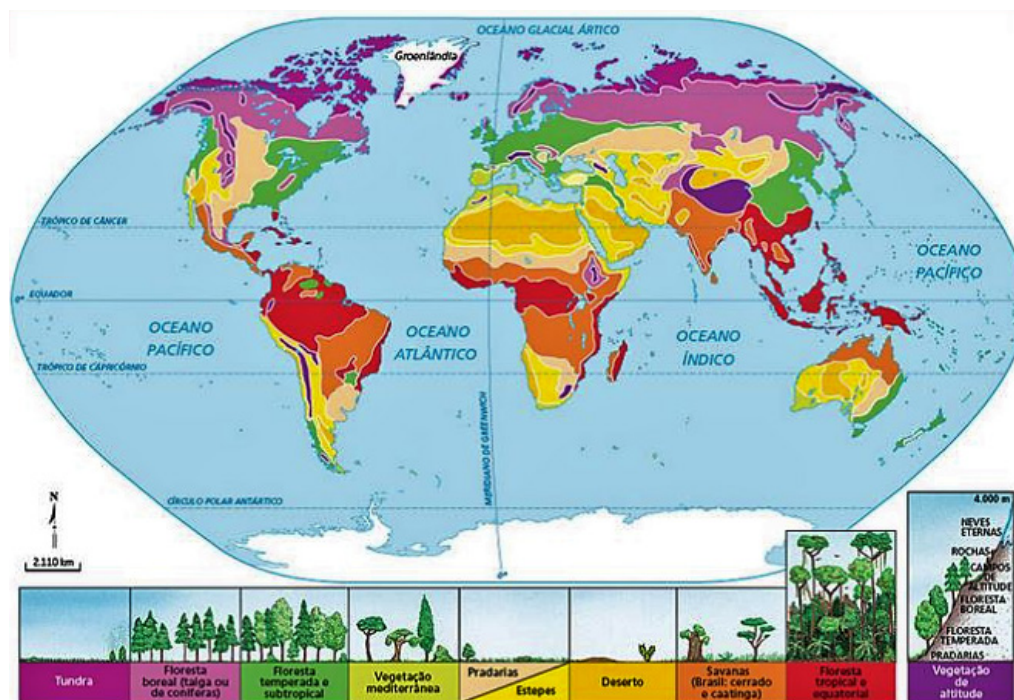 OCEANO GLACIAL ÁRTICO
Groenlândia
TRÓPICO DE CÂNCER
OCEANO
PACÍFICO
EQUADOR
0°
OCEANO
PACÍFICO
OCEANO
ATLÂNTICO
OCEANO
ÍNDICO
TRÓPICO DE CAPRICÓRNIO
MERIDIANO DE GREENWICH
CÍRCULO POLAR ANTÁRTICO
0°
N
2.110 km
4.000 m
NEVES
ETERNAS
ROCHAS
CAMPOS
DE
ALTITUDE
FLORESTA
BOREAL
FLORESTA
TEMPERADA
PRADARIAS
Tundra
Floresta
boreal (taiga ou
de coníferas)
Floresta
temperada e
subtropical
Vegetação
mediterrânea
Pradarias
Estepes
Deserto
Savanas
(Brasil: cerrado
e caatinga)
Floresta
tropical e
equatorial
Vegetação
de
altitude